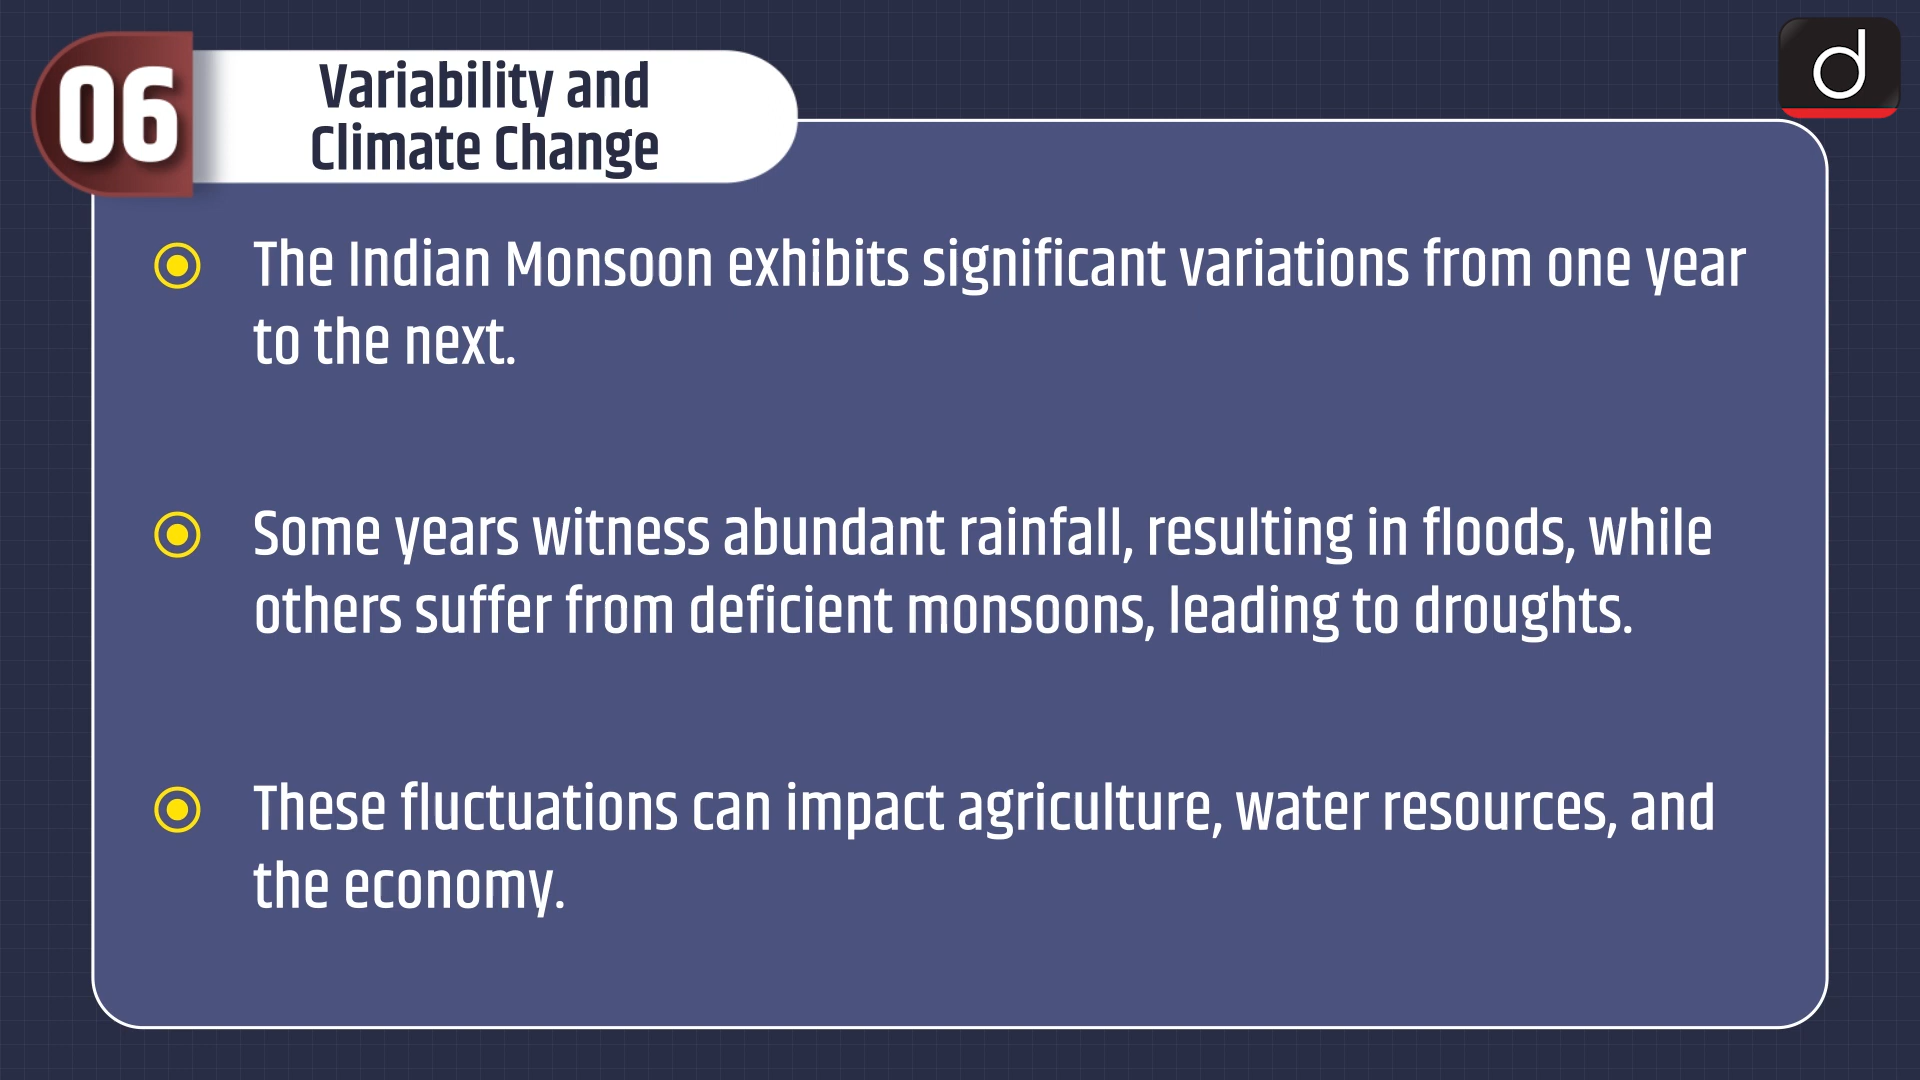 06
Variability and
Climate Change
d
The Indian Monsoon exhibits significant variations from one year
to the next.
Some years witness abundant rainfall, resulting in floods, while
others suffer from deficient monsoons, leading to droughts.
These fluctuations can impact agriculture, water resources, and
the economy.